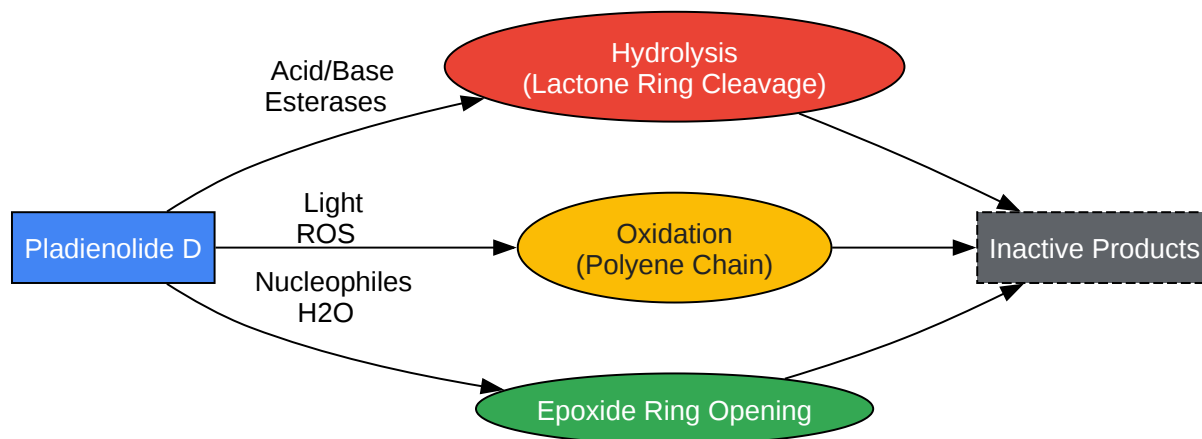 Hydrolysis
(Lactone Ring Cleavage)
Acid/Base
Esterases
Light
ROS
Oxidation
(Polyene Chain)
Pladienolide D
Inactive Products
Nucleophiles
H2O
Epoxide Ring Opening